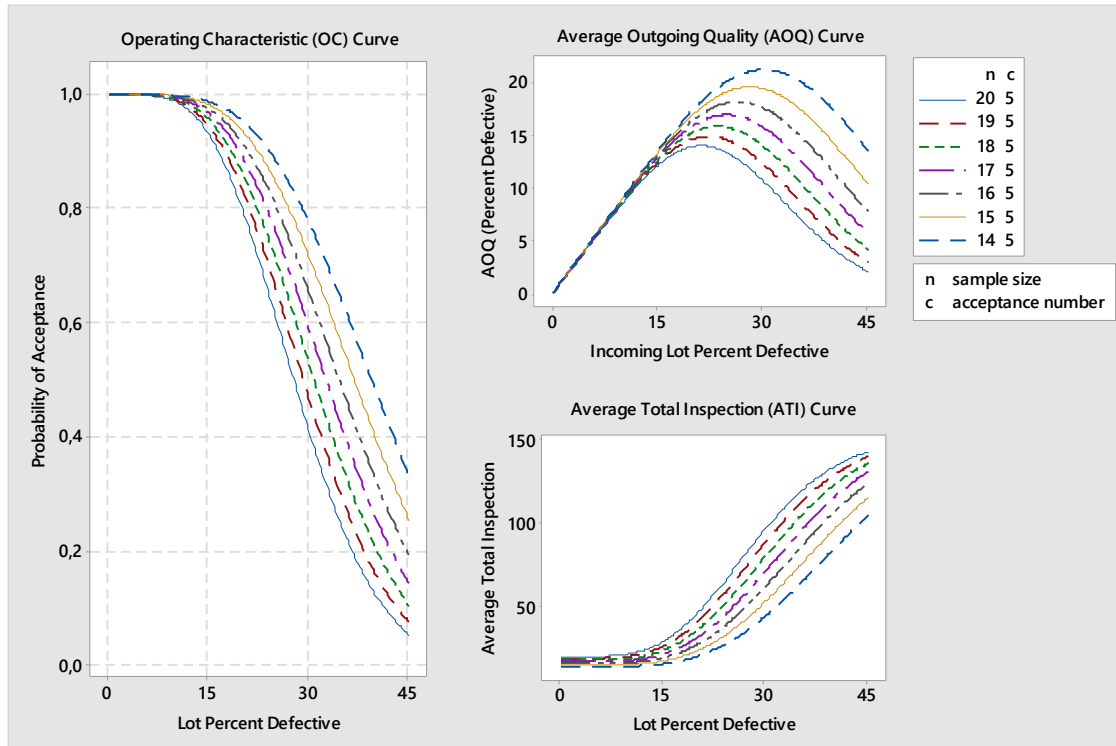 Operating Characteristic (OC) Curve
1,0
0,8
0,6
0,4
0,2
0,0
Probability of Acceptance
0 15 30 45
Lot Percent Defective
Average Outgoing Quality (AOQ) Curve
20
15
10
5
0
AOQ (Percent Defective)
0 15 30 45
Incoming Lot Percent Defective
Average Total Inspection (ATI) Curve
150
100
50
Average Total Inspection
0 15 30 45
Lot Percent Defective
n c
20 5
19 5
18 5
17 5
16 5
15 5
14 5
n sample size
c acceptance number